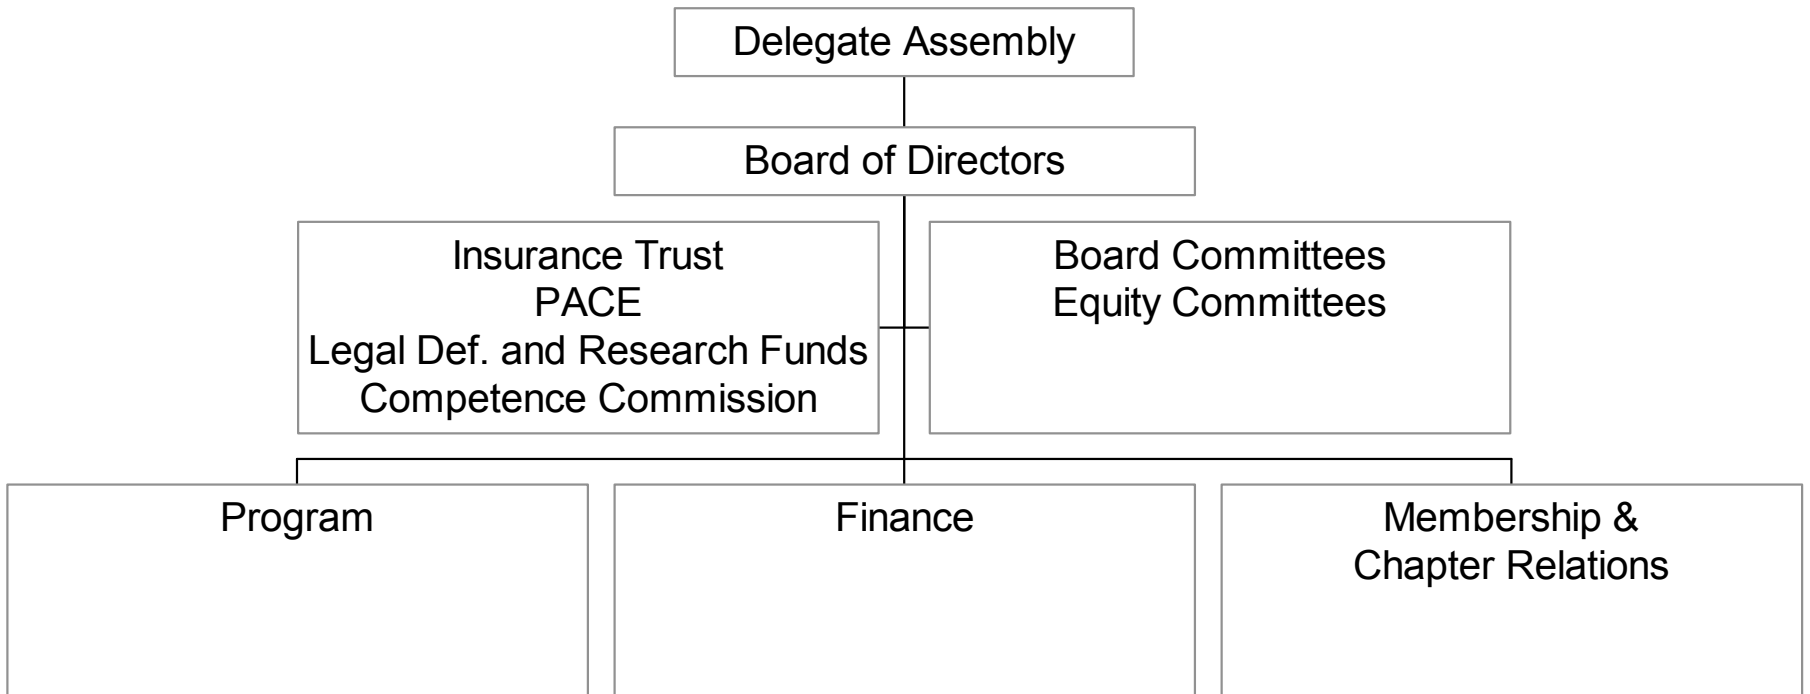 Delegate Assembly
Board of Directors
Insurance Trust
PACE
Legal Def. and Research Funds
Competence Commission
Board Committees
Equity Committees
Program
Finance
Membership &
Chapter Relations